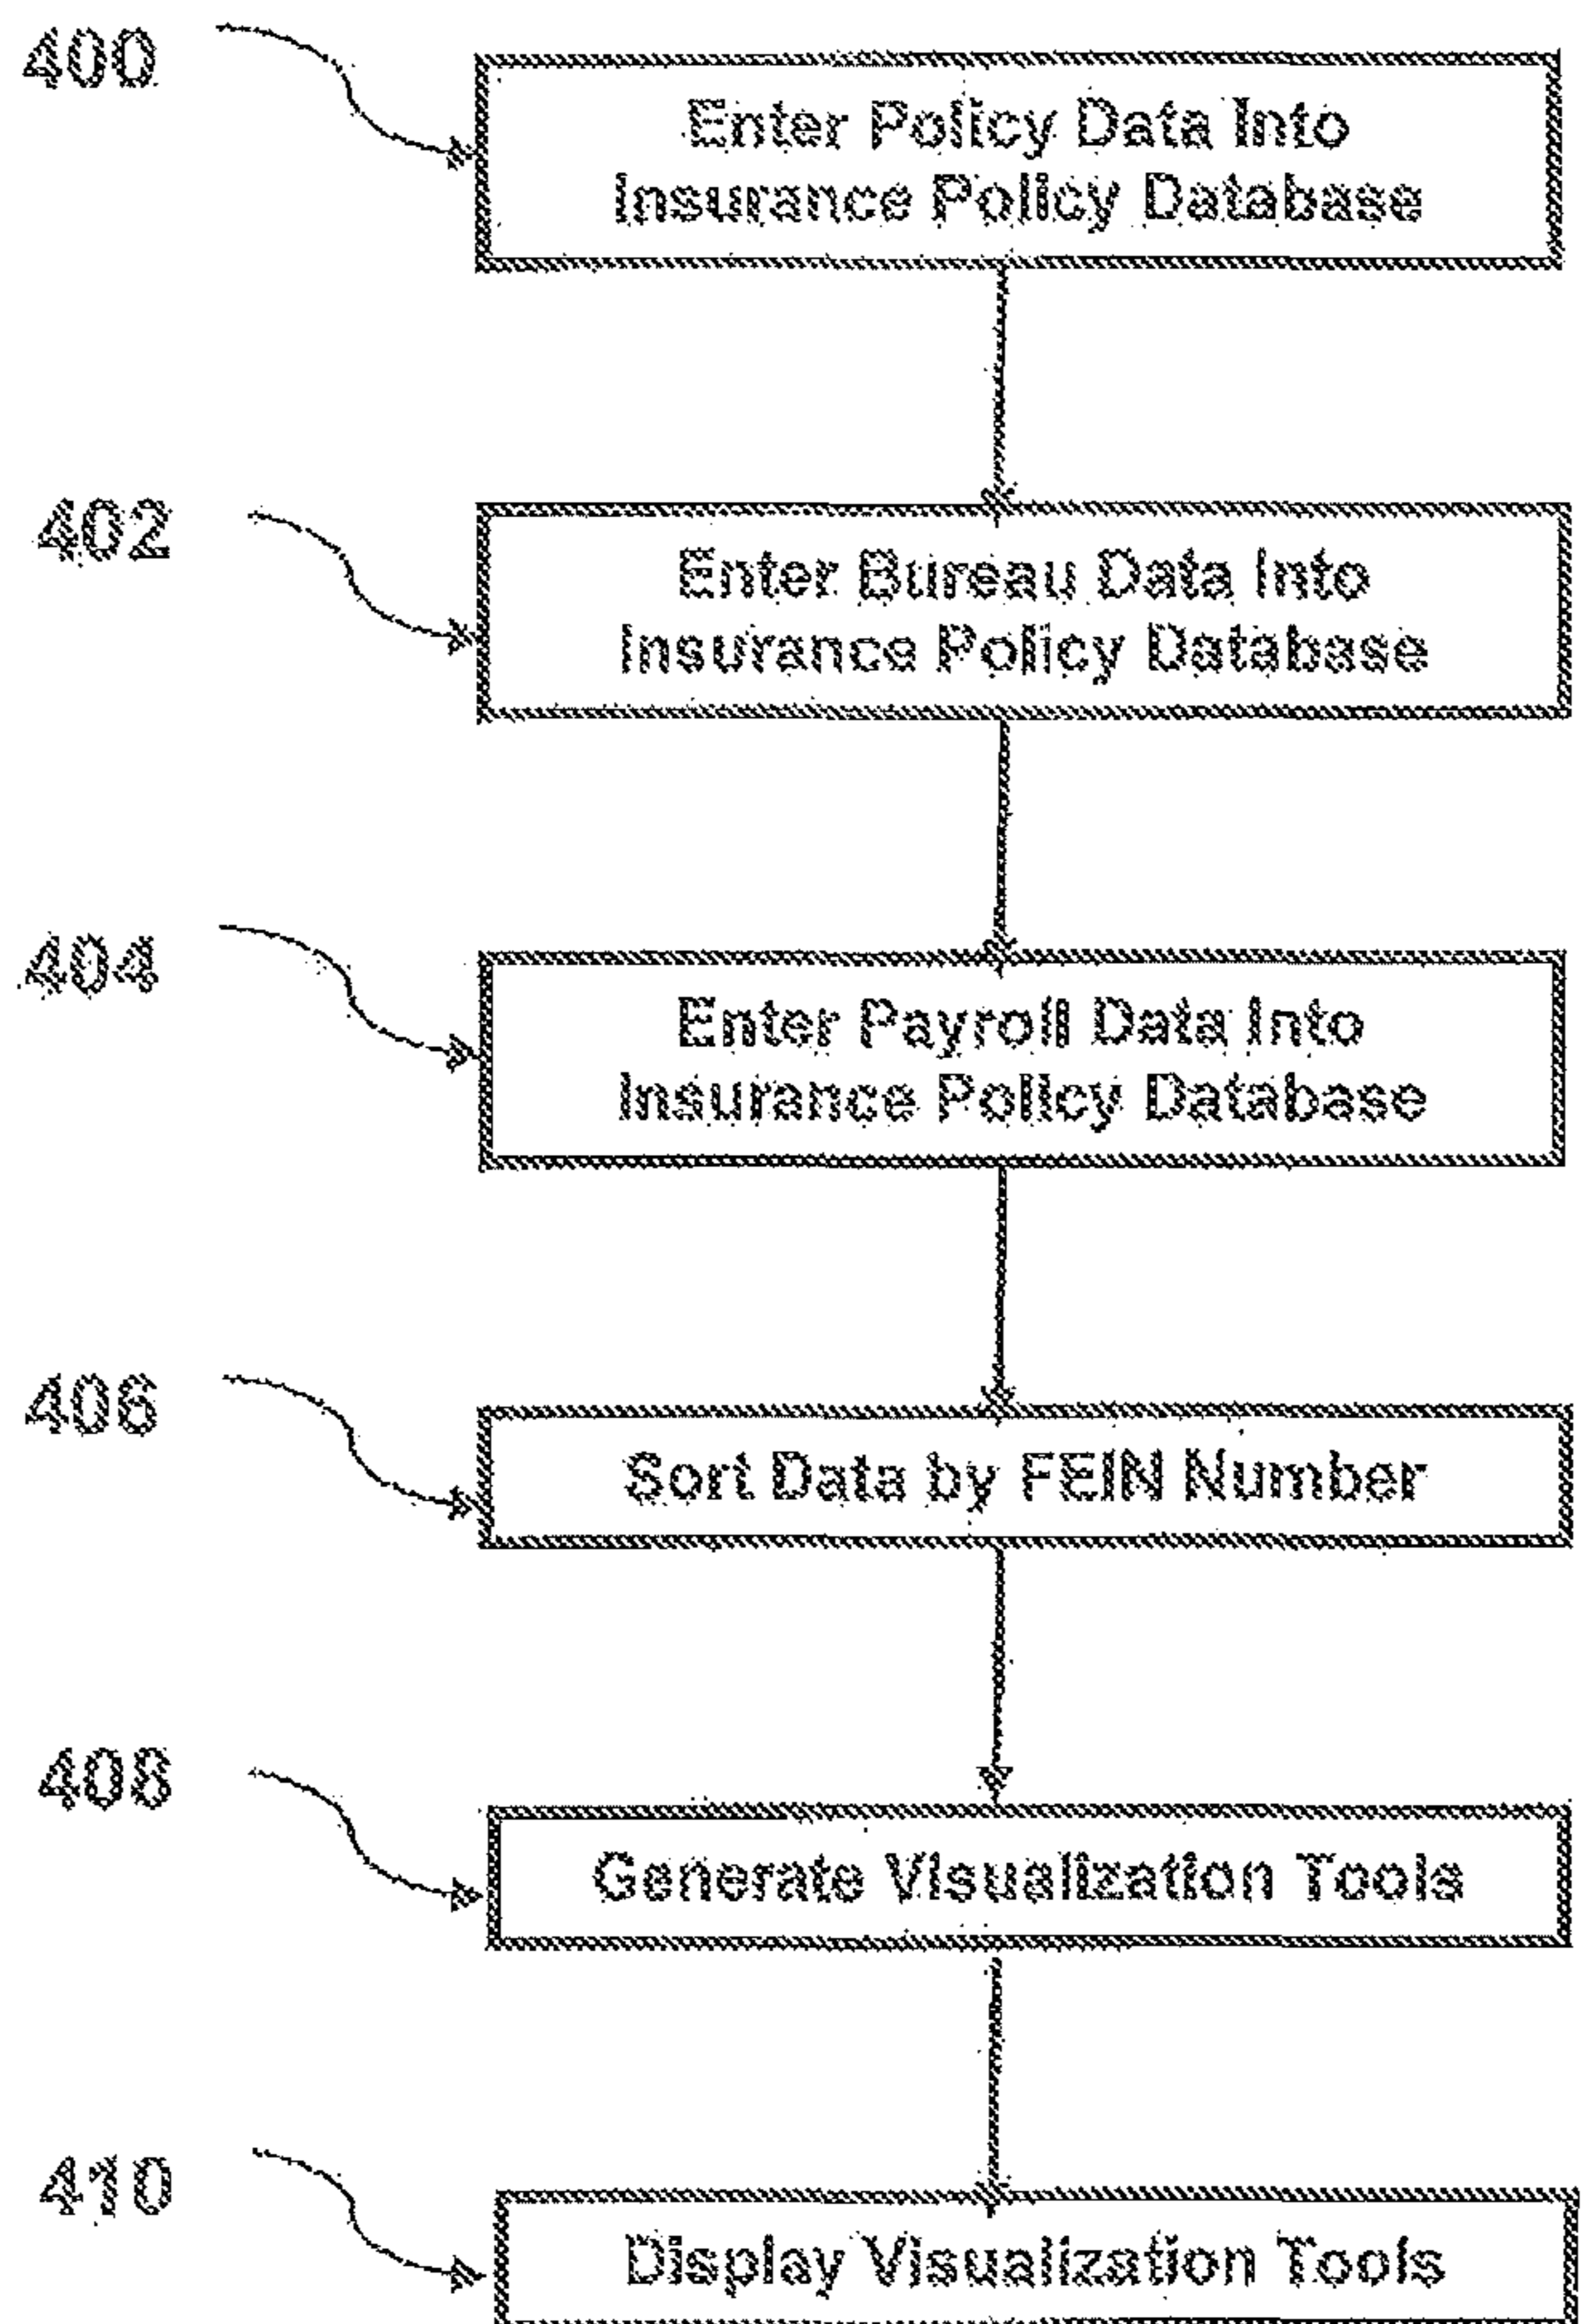 400
Enter Policy Data Into
Insurance Policy Database
402
Enter Bureau Data Into
Insurance Policy Database
404
Enter Payroll Data Into
Insurance Policy Database
406
Sort Data by FEIN Number
408
Generate Visualization Tools
410
Display Visualization Tools